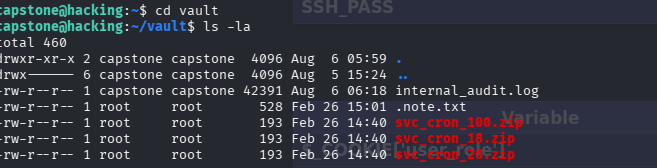 SSH_PASS
capstone@hacking:~$ cd vault
capstone@hacking:~/vault$ ls -la
total 460
drwxr-xr-x 2 capstone capstone  4096 Aug  6 05:59 .
drwx------ 6 capstone capstone  4096 Aug  5 15:24 ..
-rw-r--r-- 1 capstone capstone 42391 Aug  6 06:18 internal_audit.log
-rw-r--r-- 1 root     root       528 Feb 26 15:01 .note.txt
Variable
-rw-r--r-- 1 root     root       193 Feb 26 14:40 svc_cron_100.zip
-rw-r--r-- 1 root     root       193 Feb 26 14:40 svc_cron_18.zip
-rw-r--r-- 1 root     root       193 Feb 26 14:40 svc_cron_26.zip